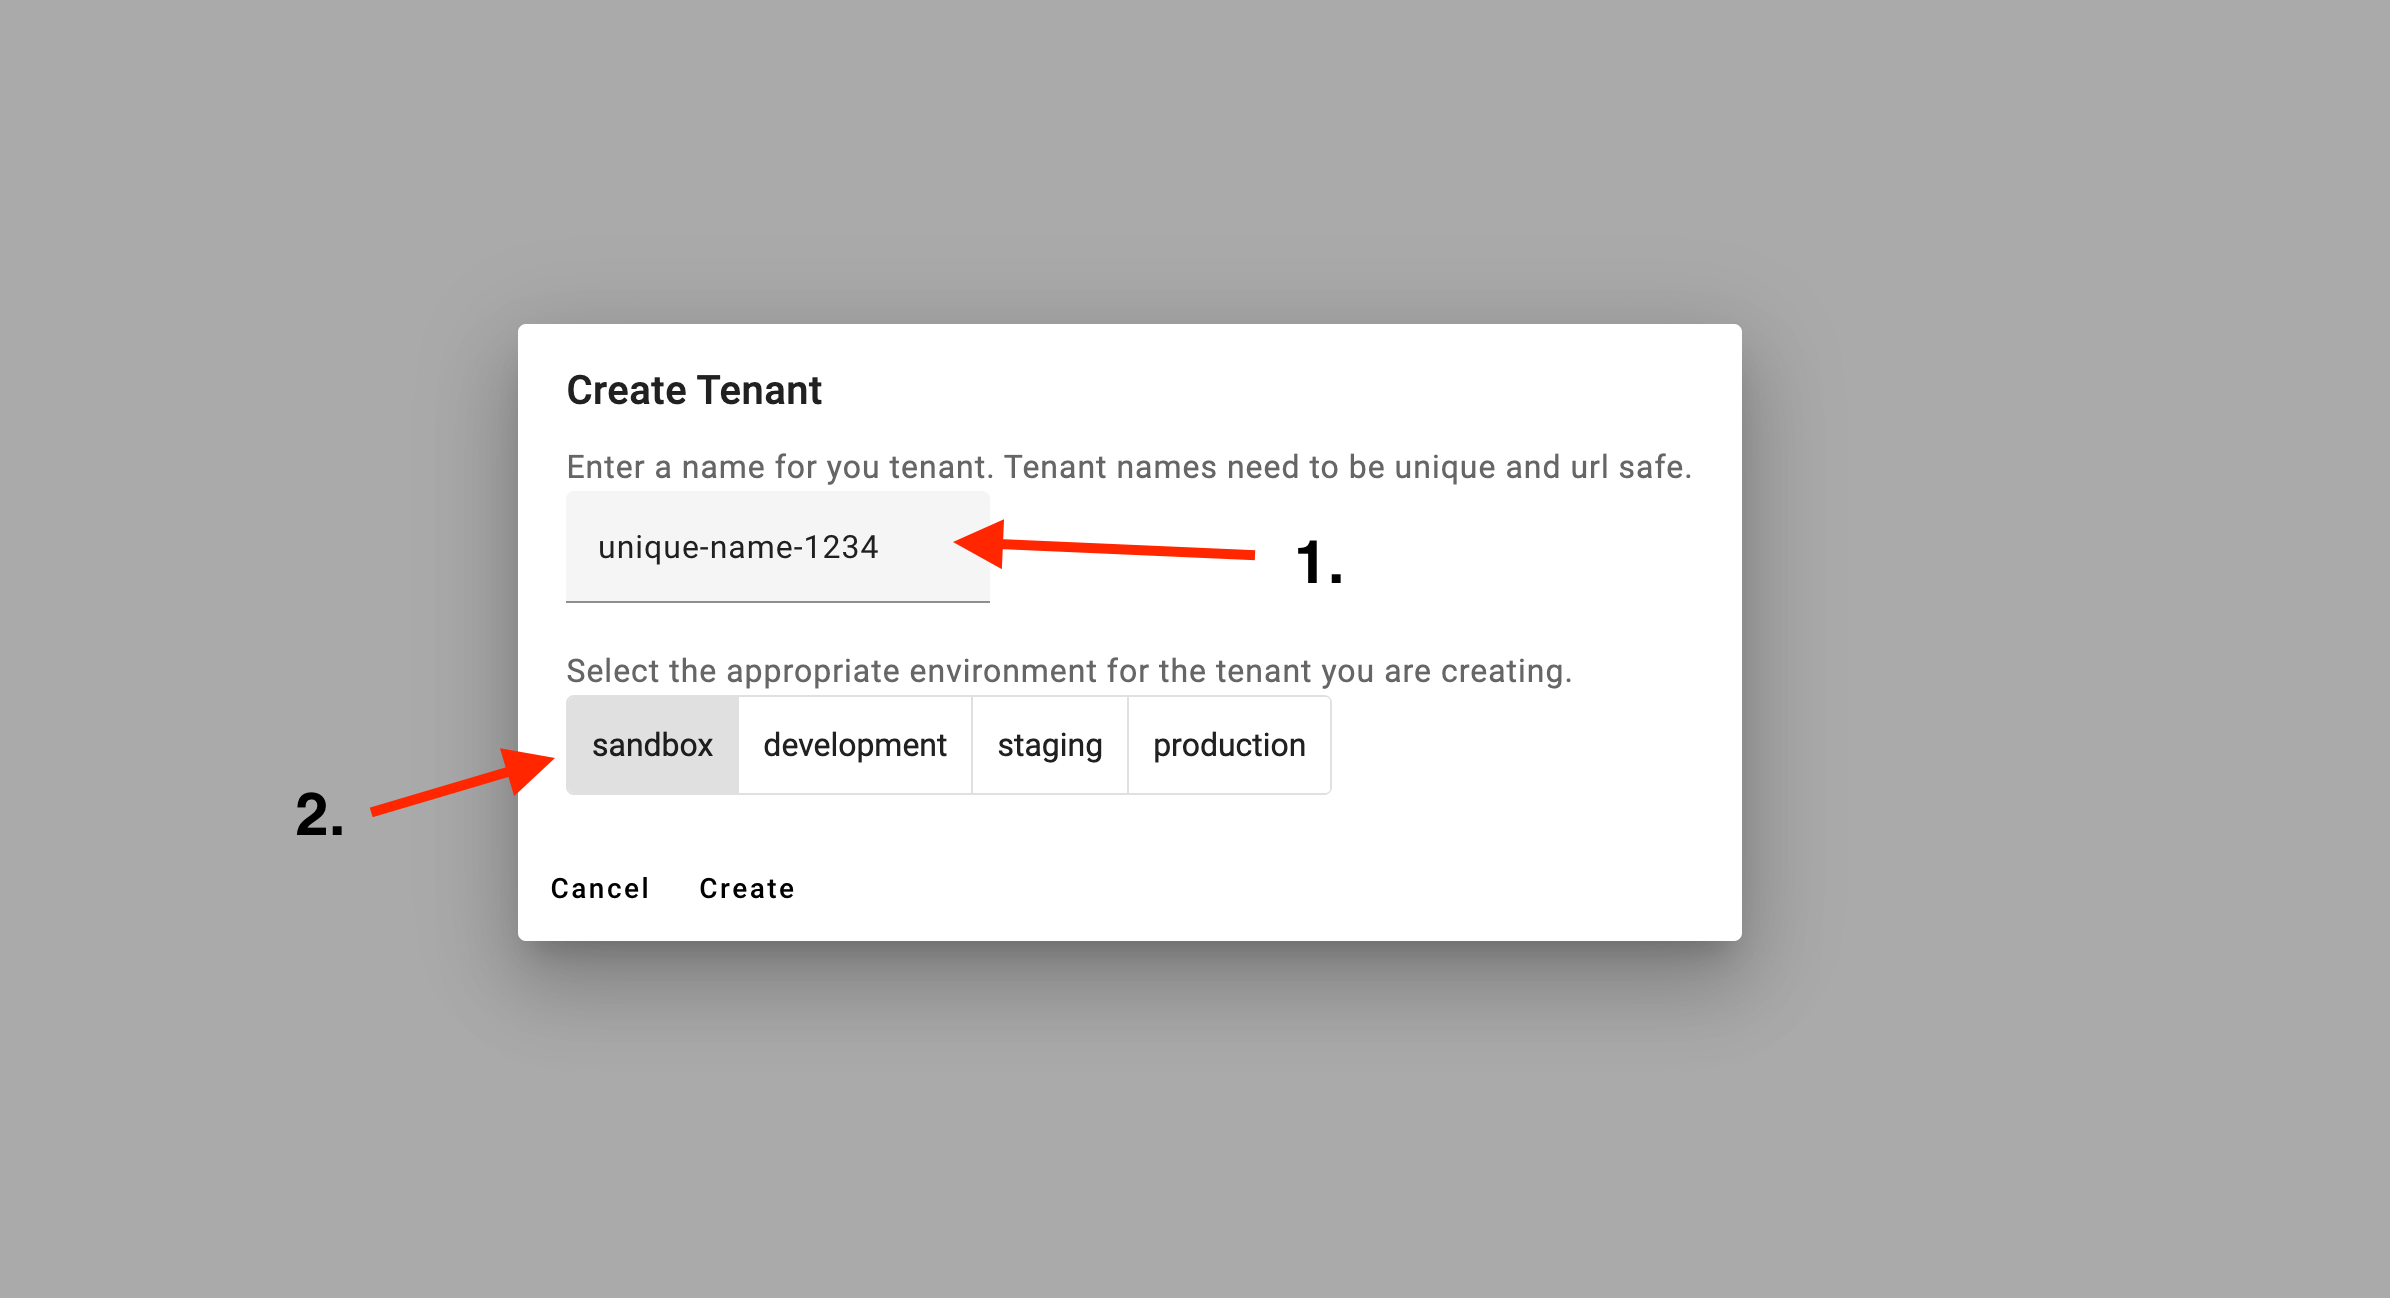 Create Tenant
Enter a name for you tenant. Tenant names need to be unique and url safe.
unique-name-1234
1.
Select the appropriate environment for the tenant you are creating.
sandbox development staging production
2.
Cancel Create